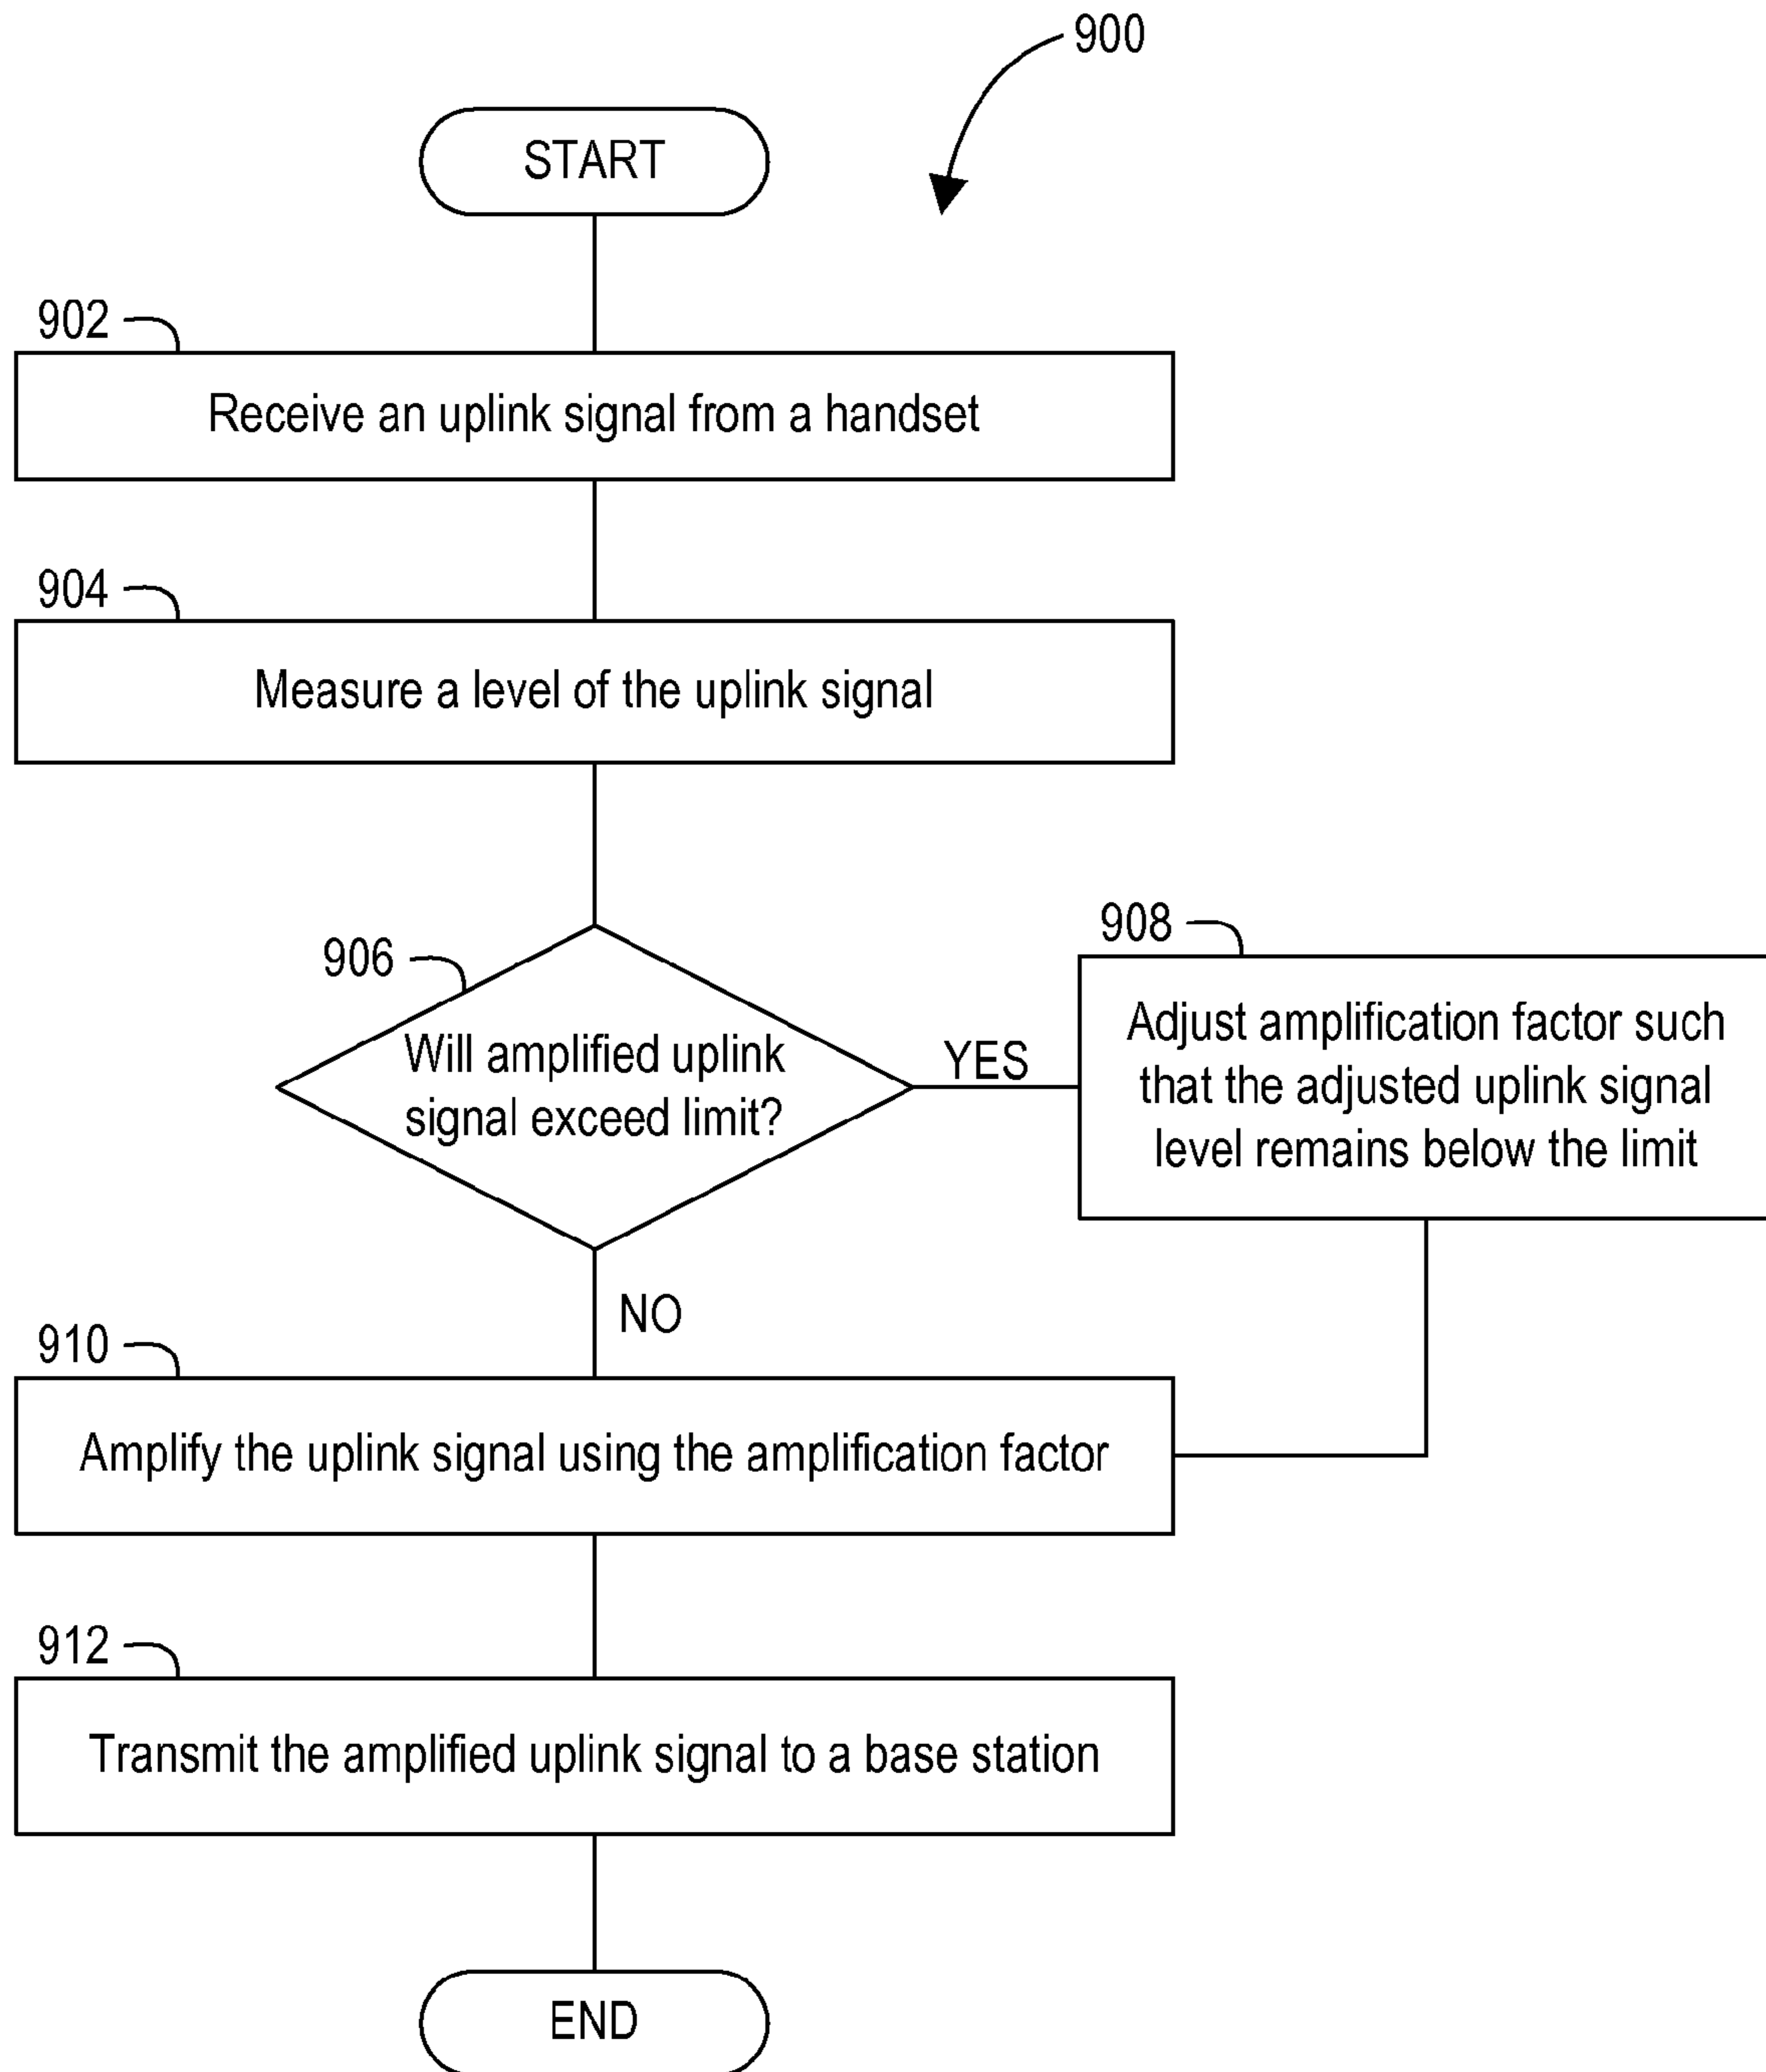 900
START
902
Receive an uplink signal from a handset
904
Measure a level of the uplink signal
906
Will amplified uplink
signal exceed limit?
YES
908
Adjust amplification factor such
that the adjusted uplink signal
level remains below the limit
NO
910
Amplify the uplink signal using the amplification factor
912
Transmit the amplified uplink signal to a base station
END